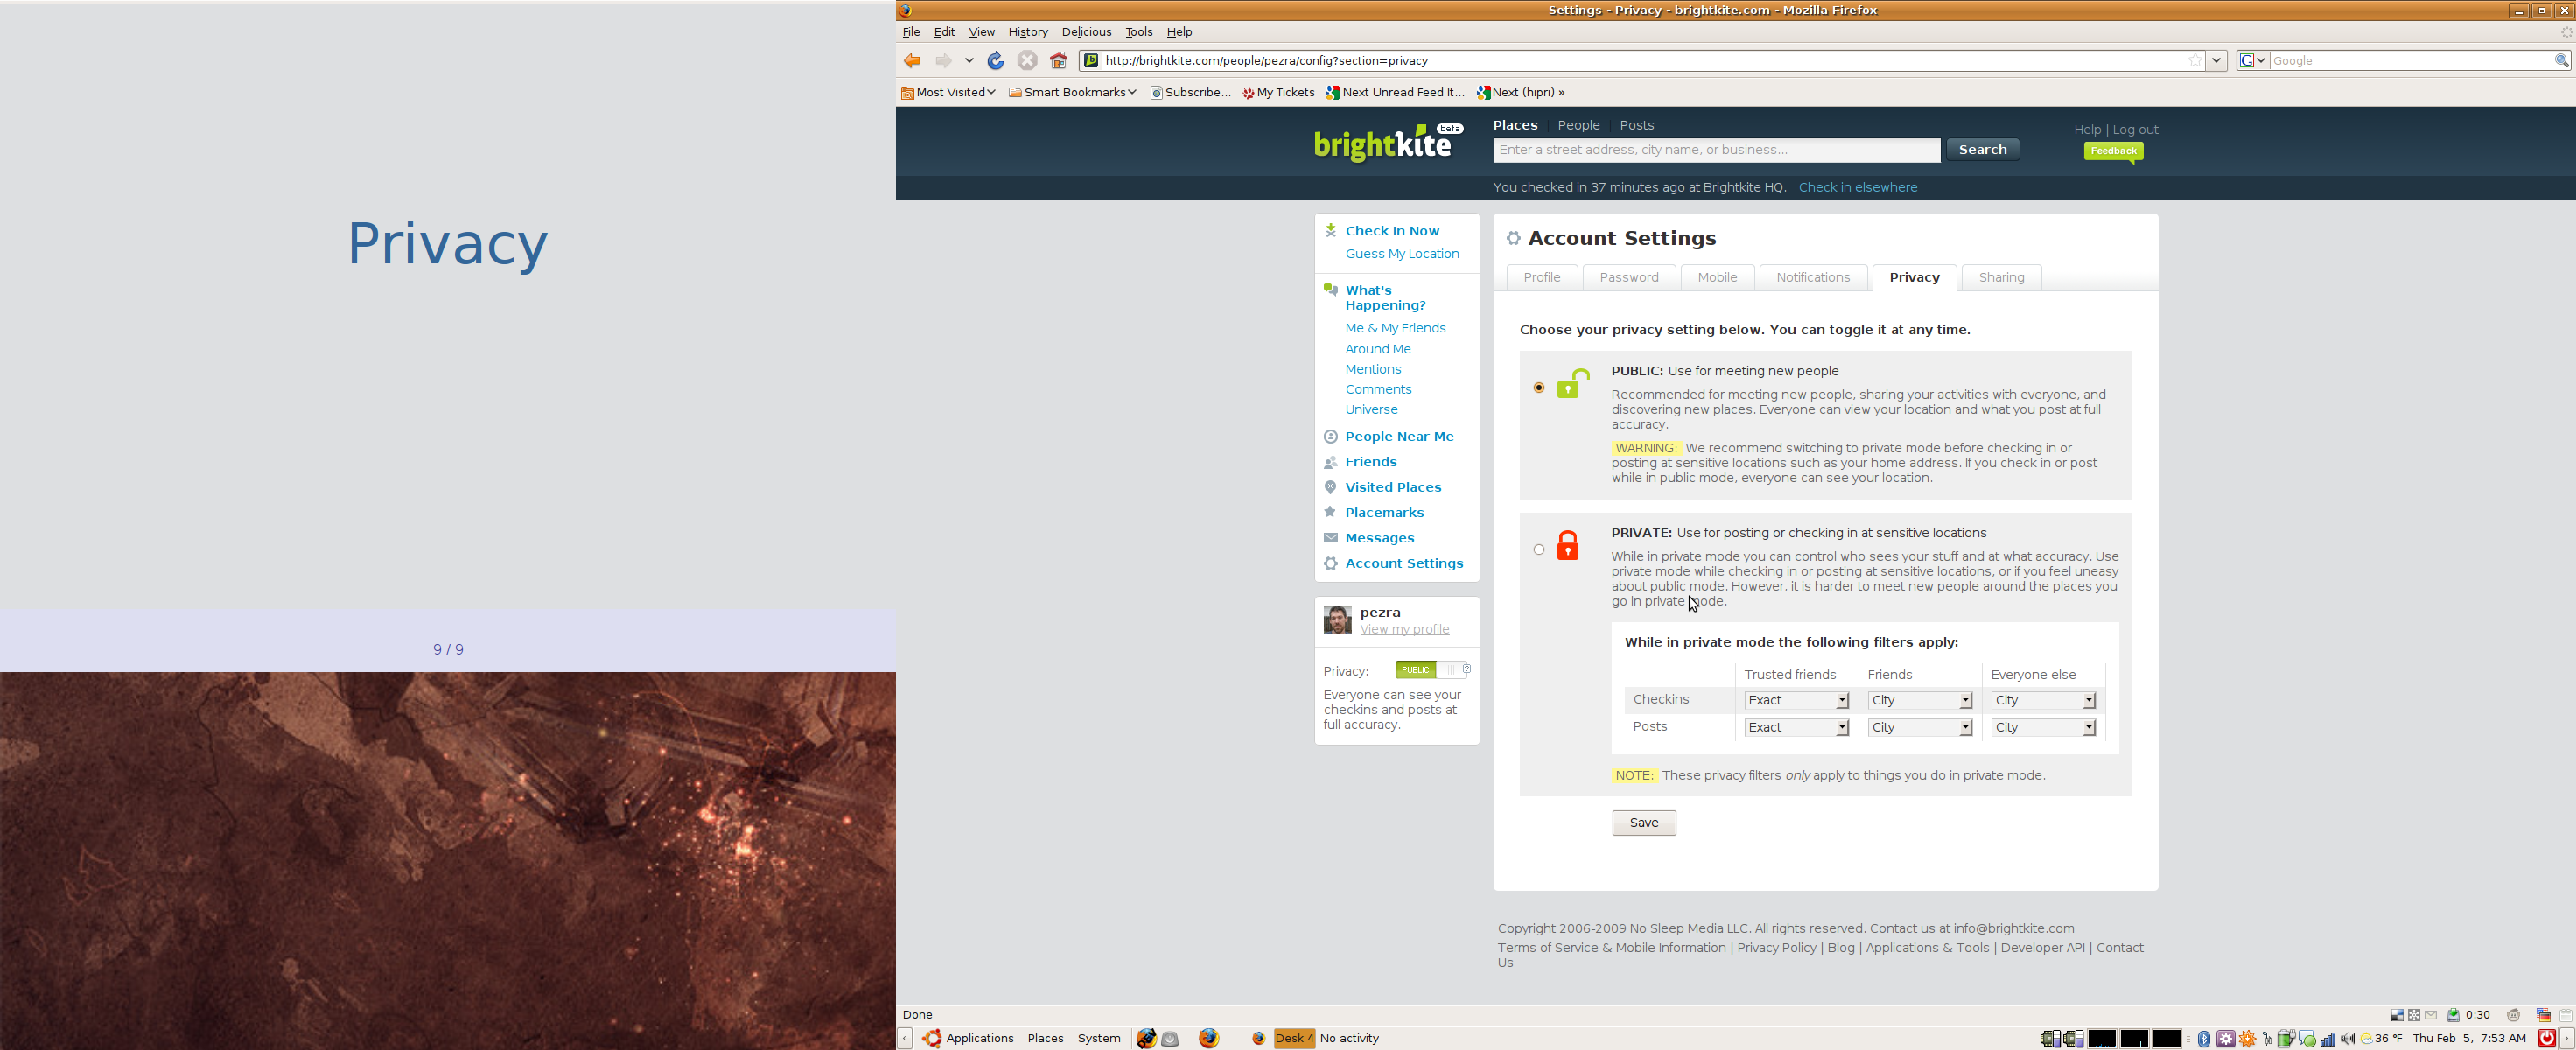 Privacy
9 / 9
Settings - Privacy - brightkite.com - Mozilla Firefox
File Edit View History Delicious Tools Help
http://brightkite.com/people/pezra/config?section=privacy
Google
Most Visited Smart Bookmarks Subscribe... My Tickets Next Unread Feed It... Next (hipri) »
brightkite beta
Places People Posts
Help | Log out
Enter a street address, city name, or business...
Search
Feedback
You checked in 37 minutes ago at Brightkite HQ. Check in elsewhere
Check In Now
Guess My Location
What's
Happening?
Me & My Friends
Around Me
Mentions
Comments
Universe
People Near Me
Friends
Visited Places
Placemarks
Messages
Account Settings
pezra
View my profile
Privacy: PUBLIC ?
Everyone can see your
checkins and posts at
full accuracy.
Account Settings
Profile Password Mobile Notifications Privacy Sharing
Choose your privacy setting below. You can toggle it at any time.
PUBLIC: Use for meeting new people
Recommended for meeting new people, sharing your activities with everyone, and
discovering new places. Everyone can view your location and what you post at full
accuracy.
WARNING: We recommend switching to private mode before checking in or
posting at sensitive locations such as your home address. If you check in or post
while in public mode, everyone can see your location.
PRIVATE: Use for posting or checking in at sensitive locations
While in private mode you can control who sees your stuff and at what accuracy. Use
private mode while checking in or posting at sensitive locations, or if you feel uneasy
about public mode. However, it is harder to meet new people around the places you
go in private mode.
While in private mode the following filters apply:
Trusted friends Friends Everyone else
Checkins Exact City City
Posts Exact City City
NOTE: These privacy filters only apply to things you do in private mode.
Save
Copyright 2006-2009 No Sleep Media LLC. All rights reserved. Contact us at info@brightkite.com
Terms of Service & Mobile Information | Privacy Policy | Blog | Applications & Tools | Developer API | Contact
Us
Done
0:30
Applications Places System Desk 4 No activity
36 °F Thu Feb 5, 7:53 AM